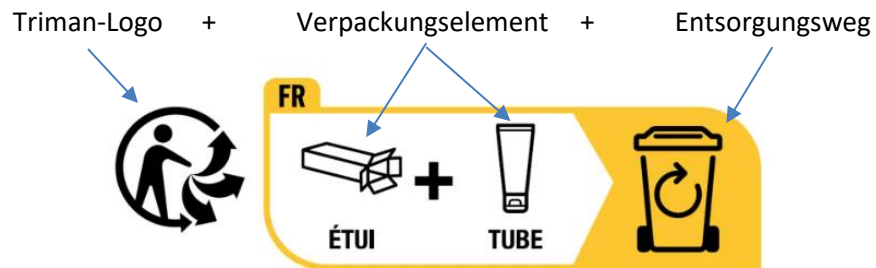 Triman-Logo + Verpackungselement + Entsorgungsweg
FR
+
ÉTUI TUBE